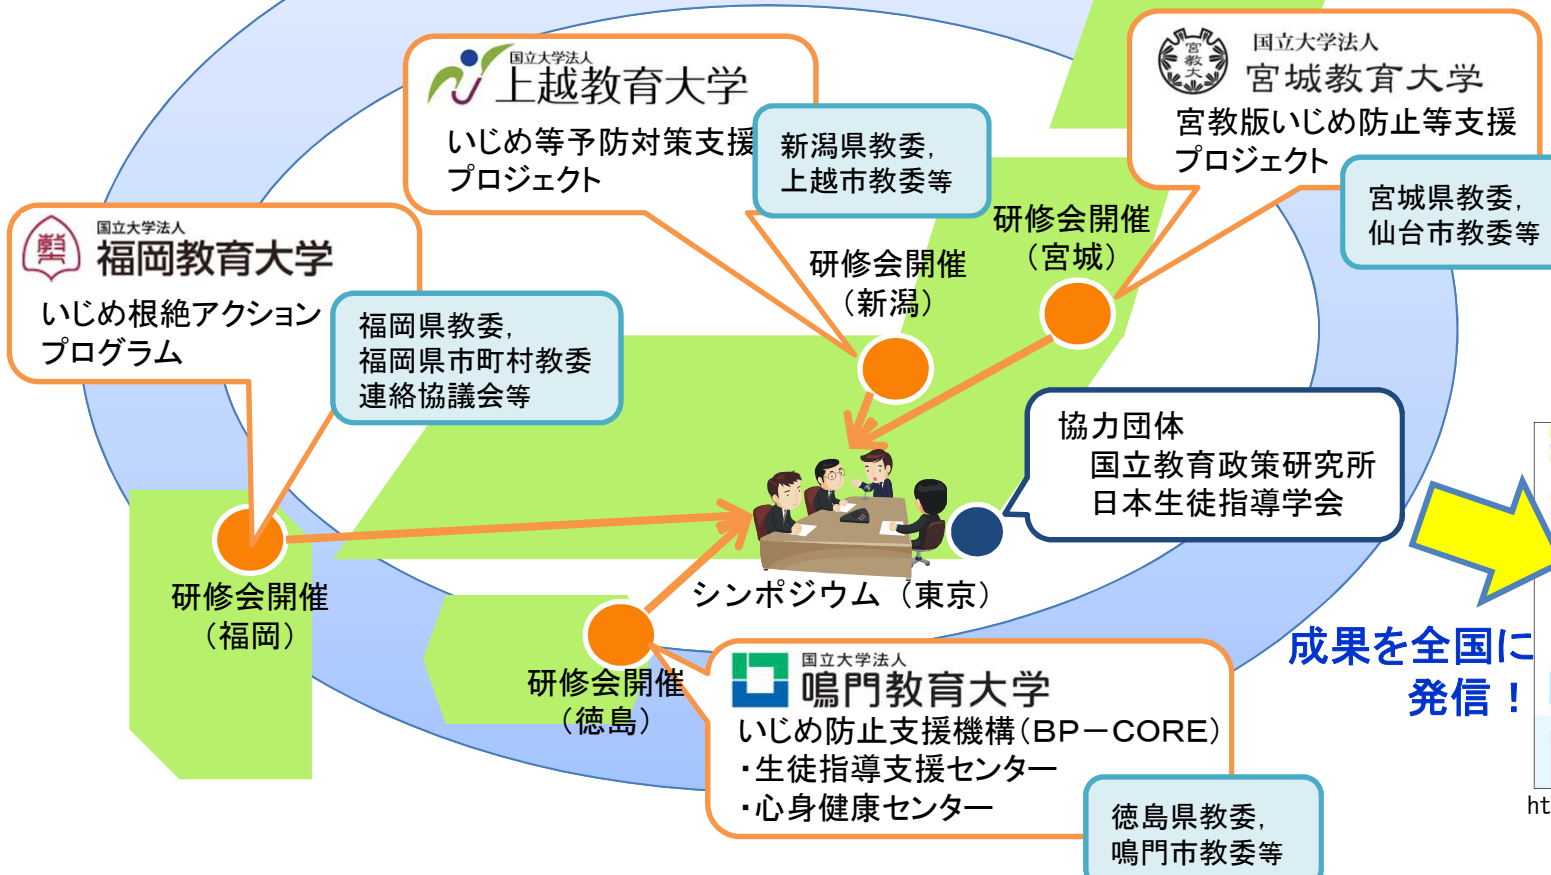 国立大学法人
上越教育大学
いじめ等予防対策支援
プロジェクト
新潟県教委,
上越市教委等
宮教大
国立大学法人
宮城教育大学
宮教版いじめ防止等支援
プロジェクト
宮城県教委,
仙台市教委等
国立大学法人
福岡教育大学
いじめ根絶アクション
プログラム
福岡県教委,
福岡県市町村教委
連絡協議会等
研修会開催
(宮城)
研修会開催
(新潟)
協力団体
国立教育政策研究所
日本生徒指導学会
シンポジウム(東京)
研修会開催
(福岡)
研修会開催
(徳島)
国立大学法人
鳴門教育大学
いじめ防止支援機構(BP-CORE)
・生徒指導支援センター
・心身健康センター
徳島県教委,
鳴門市教委等
成果を全国に
発信！
ht